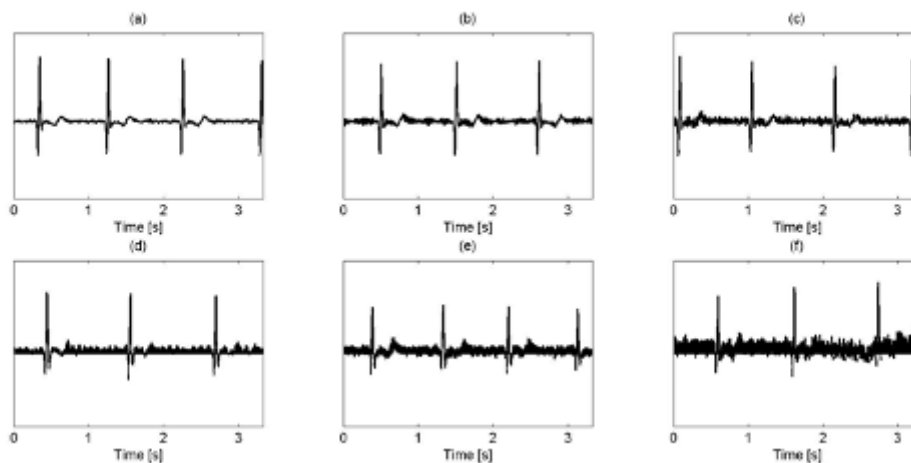 (a) (b) (c)
0 1 2 3 0 1 2 3 0 1 2 3
Time [s] Time [s] Time [s]
(d) (e) (f)
0 1 2 3 0 1 2 3 0 1 2 3
Time [s] Time [s] Time [s]